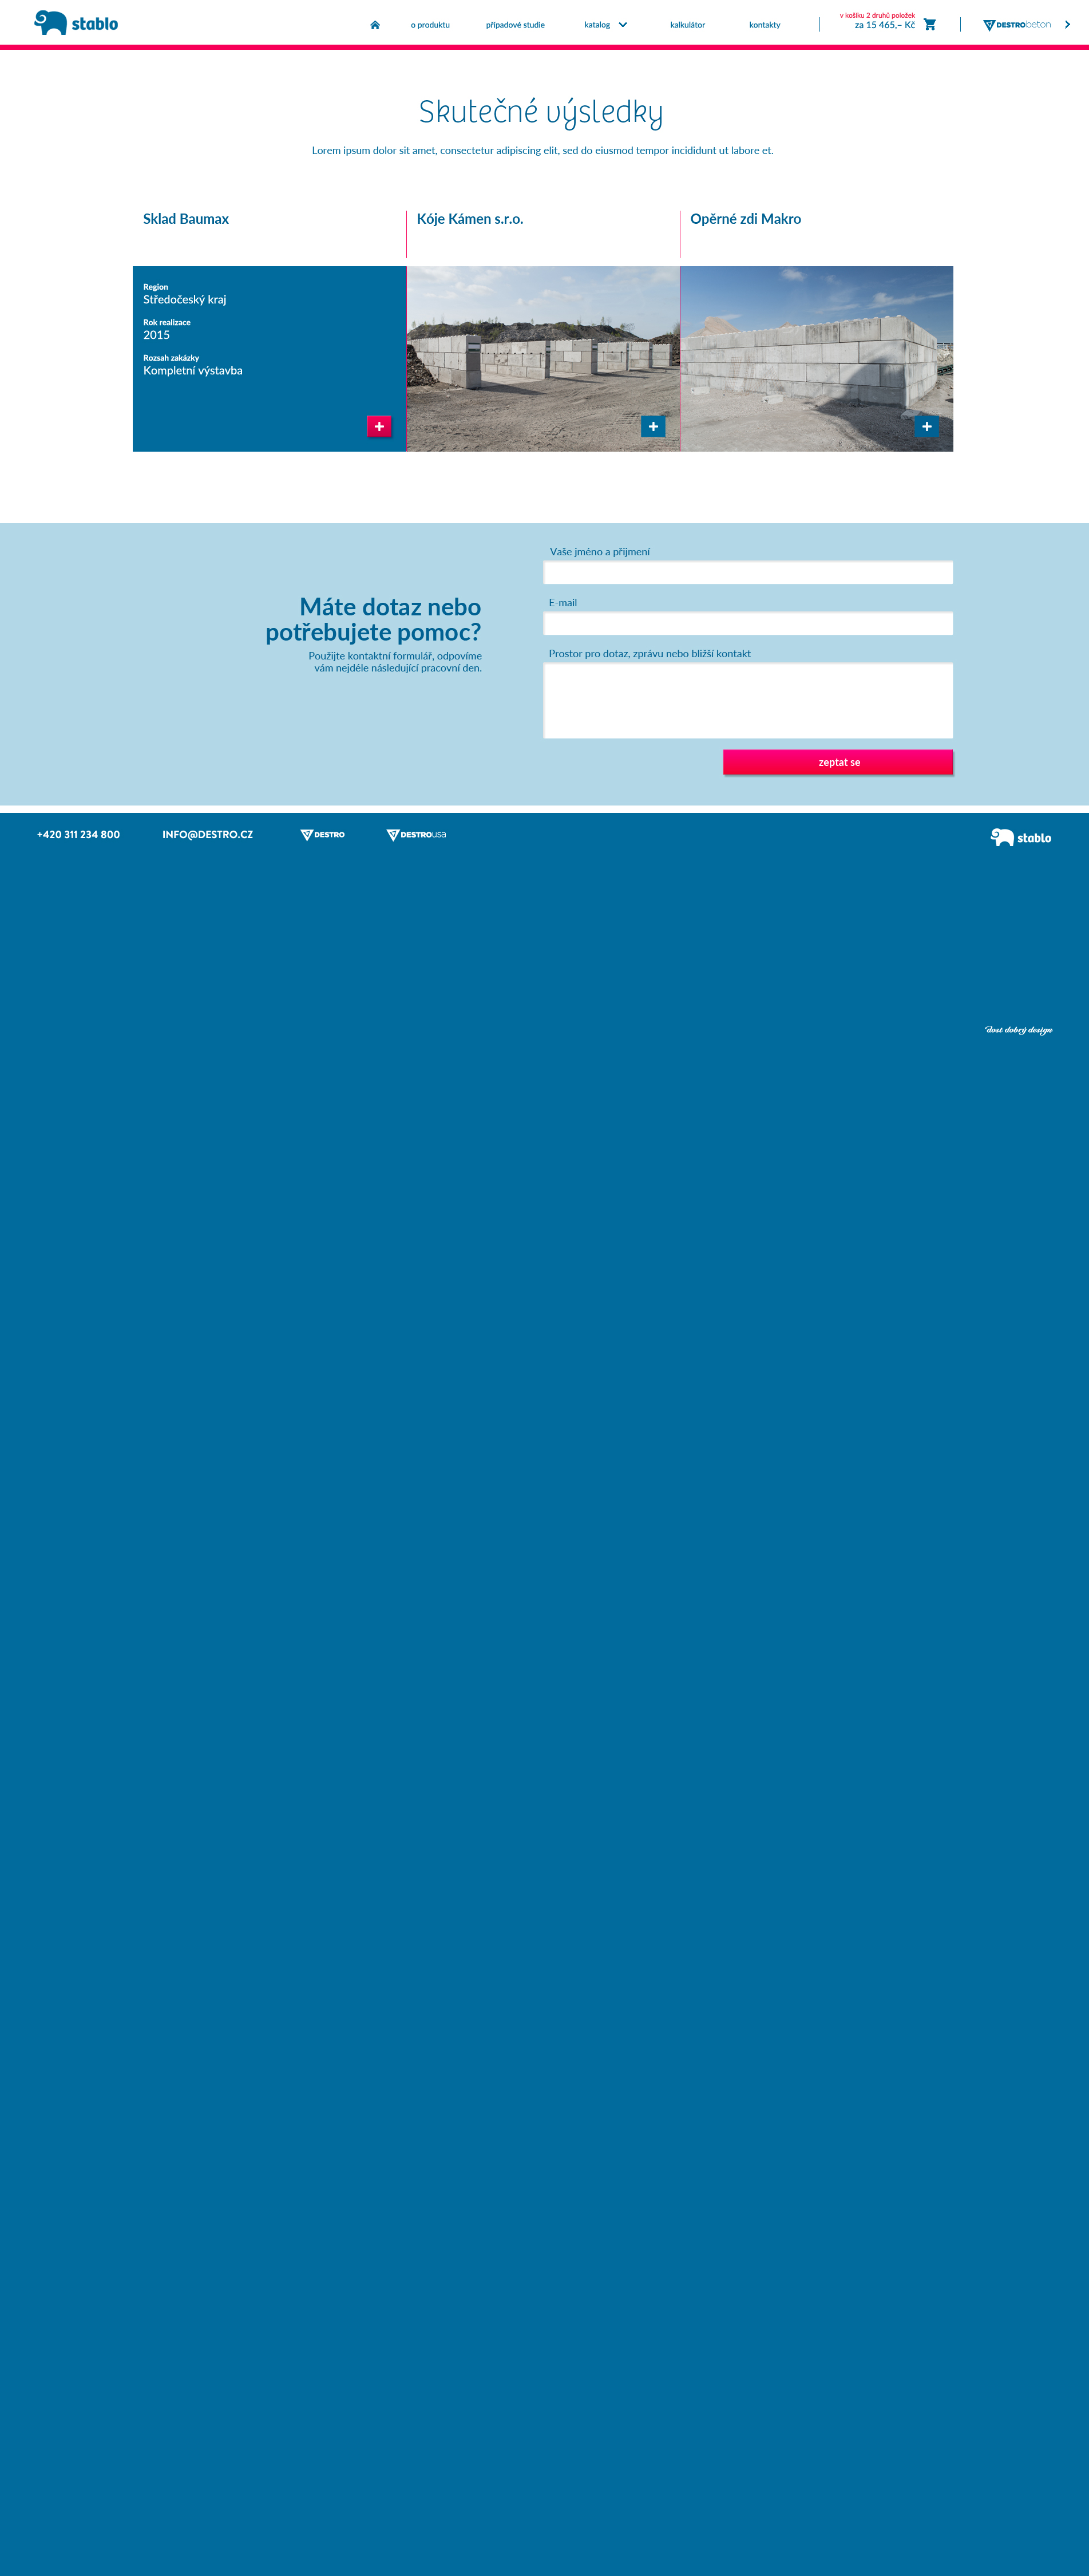 stablo
o produktu
případové studie
katalog
kalkulátor
kontakty
v košíku 2 druhů položek
za 15 465,– Kč
DESTRObeton
Skutečné výsledky
Lorem ipsum dolor sit amet, consectetur adipiscing elit, sed do eiusmod tempor incididunt ut labore et.
Sklad Baumax
Kóje Kámen s.r.o.
Opěrné zdi Makro
Region
Středočeský kraj
Rok realizace
2015
Rozsah zakázky
Kompletní výstavba
Máte dotaz nebo
potřebujete pomoc?
Použijte kontaktní formulář, odpovíme
vám nejdéle následující pracovní den.
Vaše jméno a přijmení
E-mail
Prostor pro dotaz, zprávu nebo bližší kontakt
zeptat se
+420 311 234 800
INFO@DESTRO.CZ
DESTRO
DESTROusa
stablo
dost dobrý design